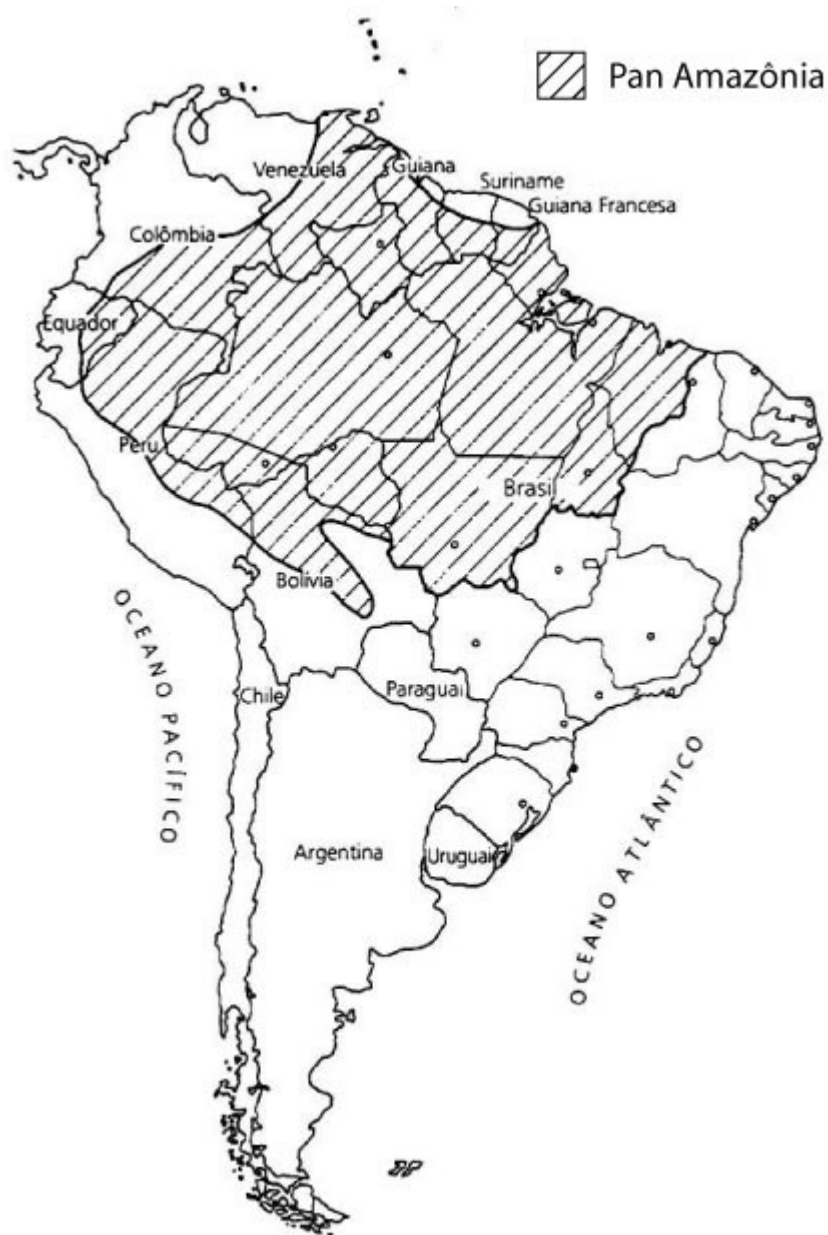 Pan Amazônia
Venezuela
Guiana
Suriname
Guiana Francesa
Colômbia
Equador
Peru
Brasil
Bolívia
OCEANO PACÍFICO
Chile
Paraguai
Argentina
Uruguai
OCEANO ATLÂNTICO